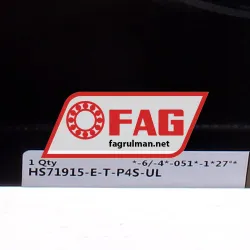 FAG
fagrulman.net
1 Qty *-6/-4*-051*-1*27*
HS71915-E-T-P4S-UL